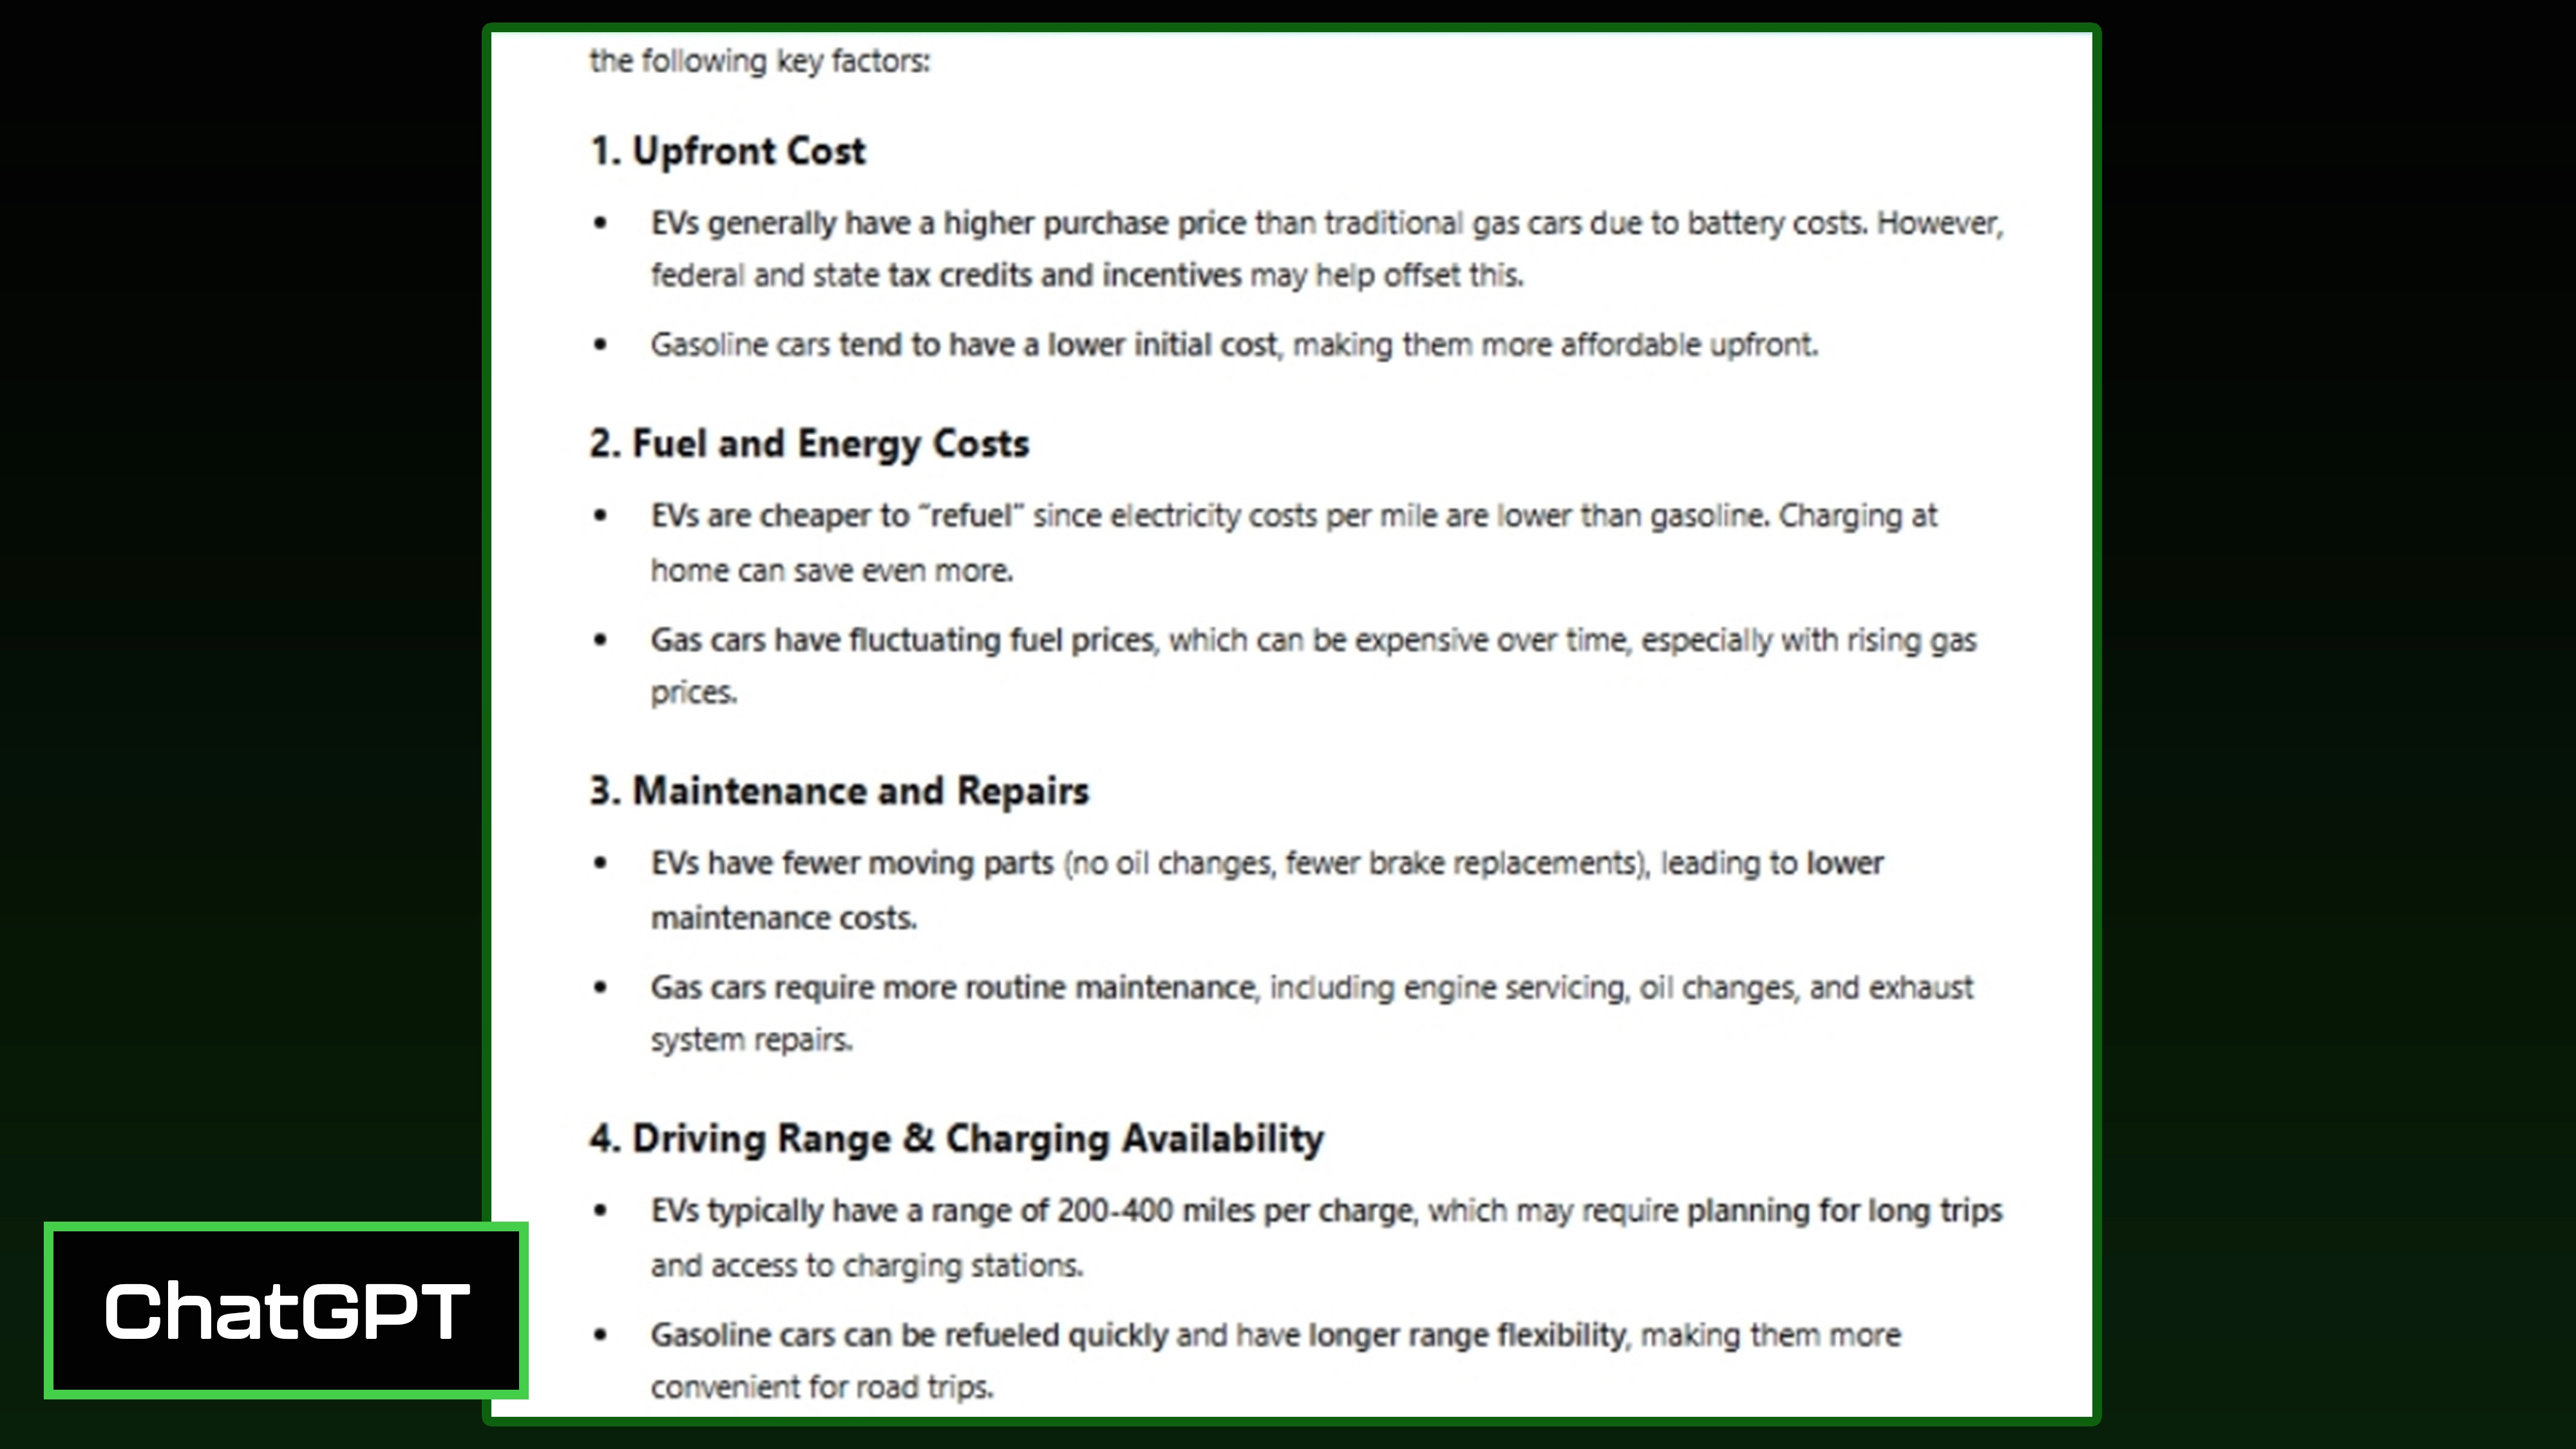 the following key factors:
1. Upfront Cost
• EVs generally have a higher purchase price than traditional gas cars due to battery costs. However,
federal and state tax credits and incentives may help offset this.
• Gasoline cars tend to have a lower initial cost, making them more affordable upfront.
2. Fuel and Energy Costs
• EVs are cheaper to "refuel" since electricity costs per mile are lower than gasoline. Charging at
home can save even more.
• Gas cars have fluctuating fuel prices, which can be expensive over time, especially with rising gas
prices.
3. Maintenance and Repairs
• EVs have fewer moving parts (no oil changes, fewer brake replacements), leading to lower
maintenance costs.
• Gas cars require more routine maintenance, including engine servicing, oil changes, and exhaust
system repairs.
4. Driving Range & Charging Availability
• EVs typically have a range of 200-400 miles per charge, which may require planning for long trips
and access to charging stations.
• Gasoline cars can be refueled quickly and have longer range flexibility, making them more
convenient for road trips.
ChatGPT